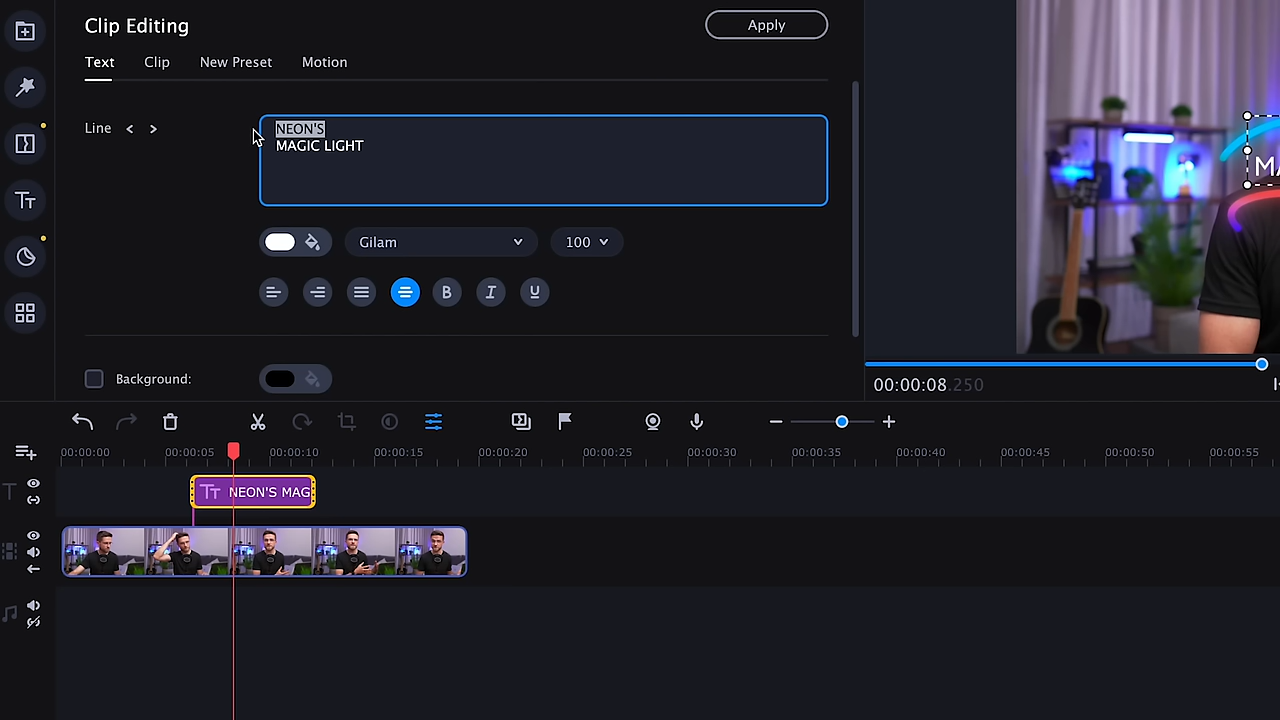 Clip Editing
Apply
Text Clip New Preset Motion
Line < >
NEON'S
MAGIC LIGHT
Gilam
100
B I U
Background:
00:00:08.250
00:00:00 00:00:05 00:00:10 00:00:15 00:00:20 00:00:25 00:00:30 00:00:35 00:00:40 00:00:45 00:00:50 00:00:55
T
Tт NEON'S MAG